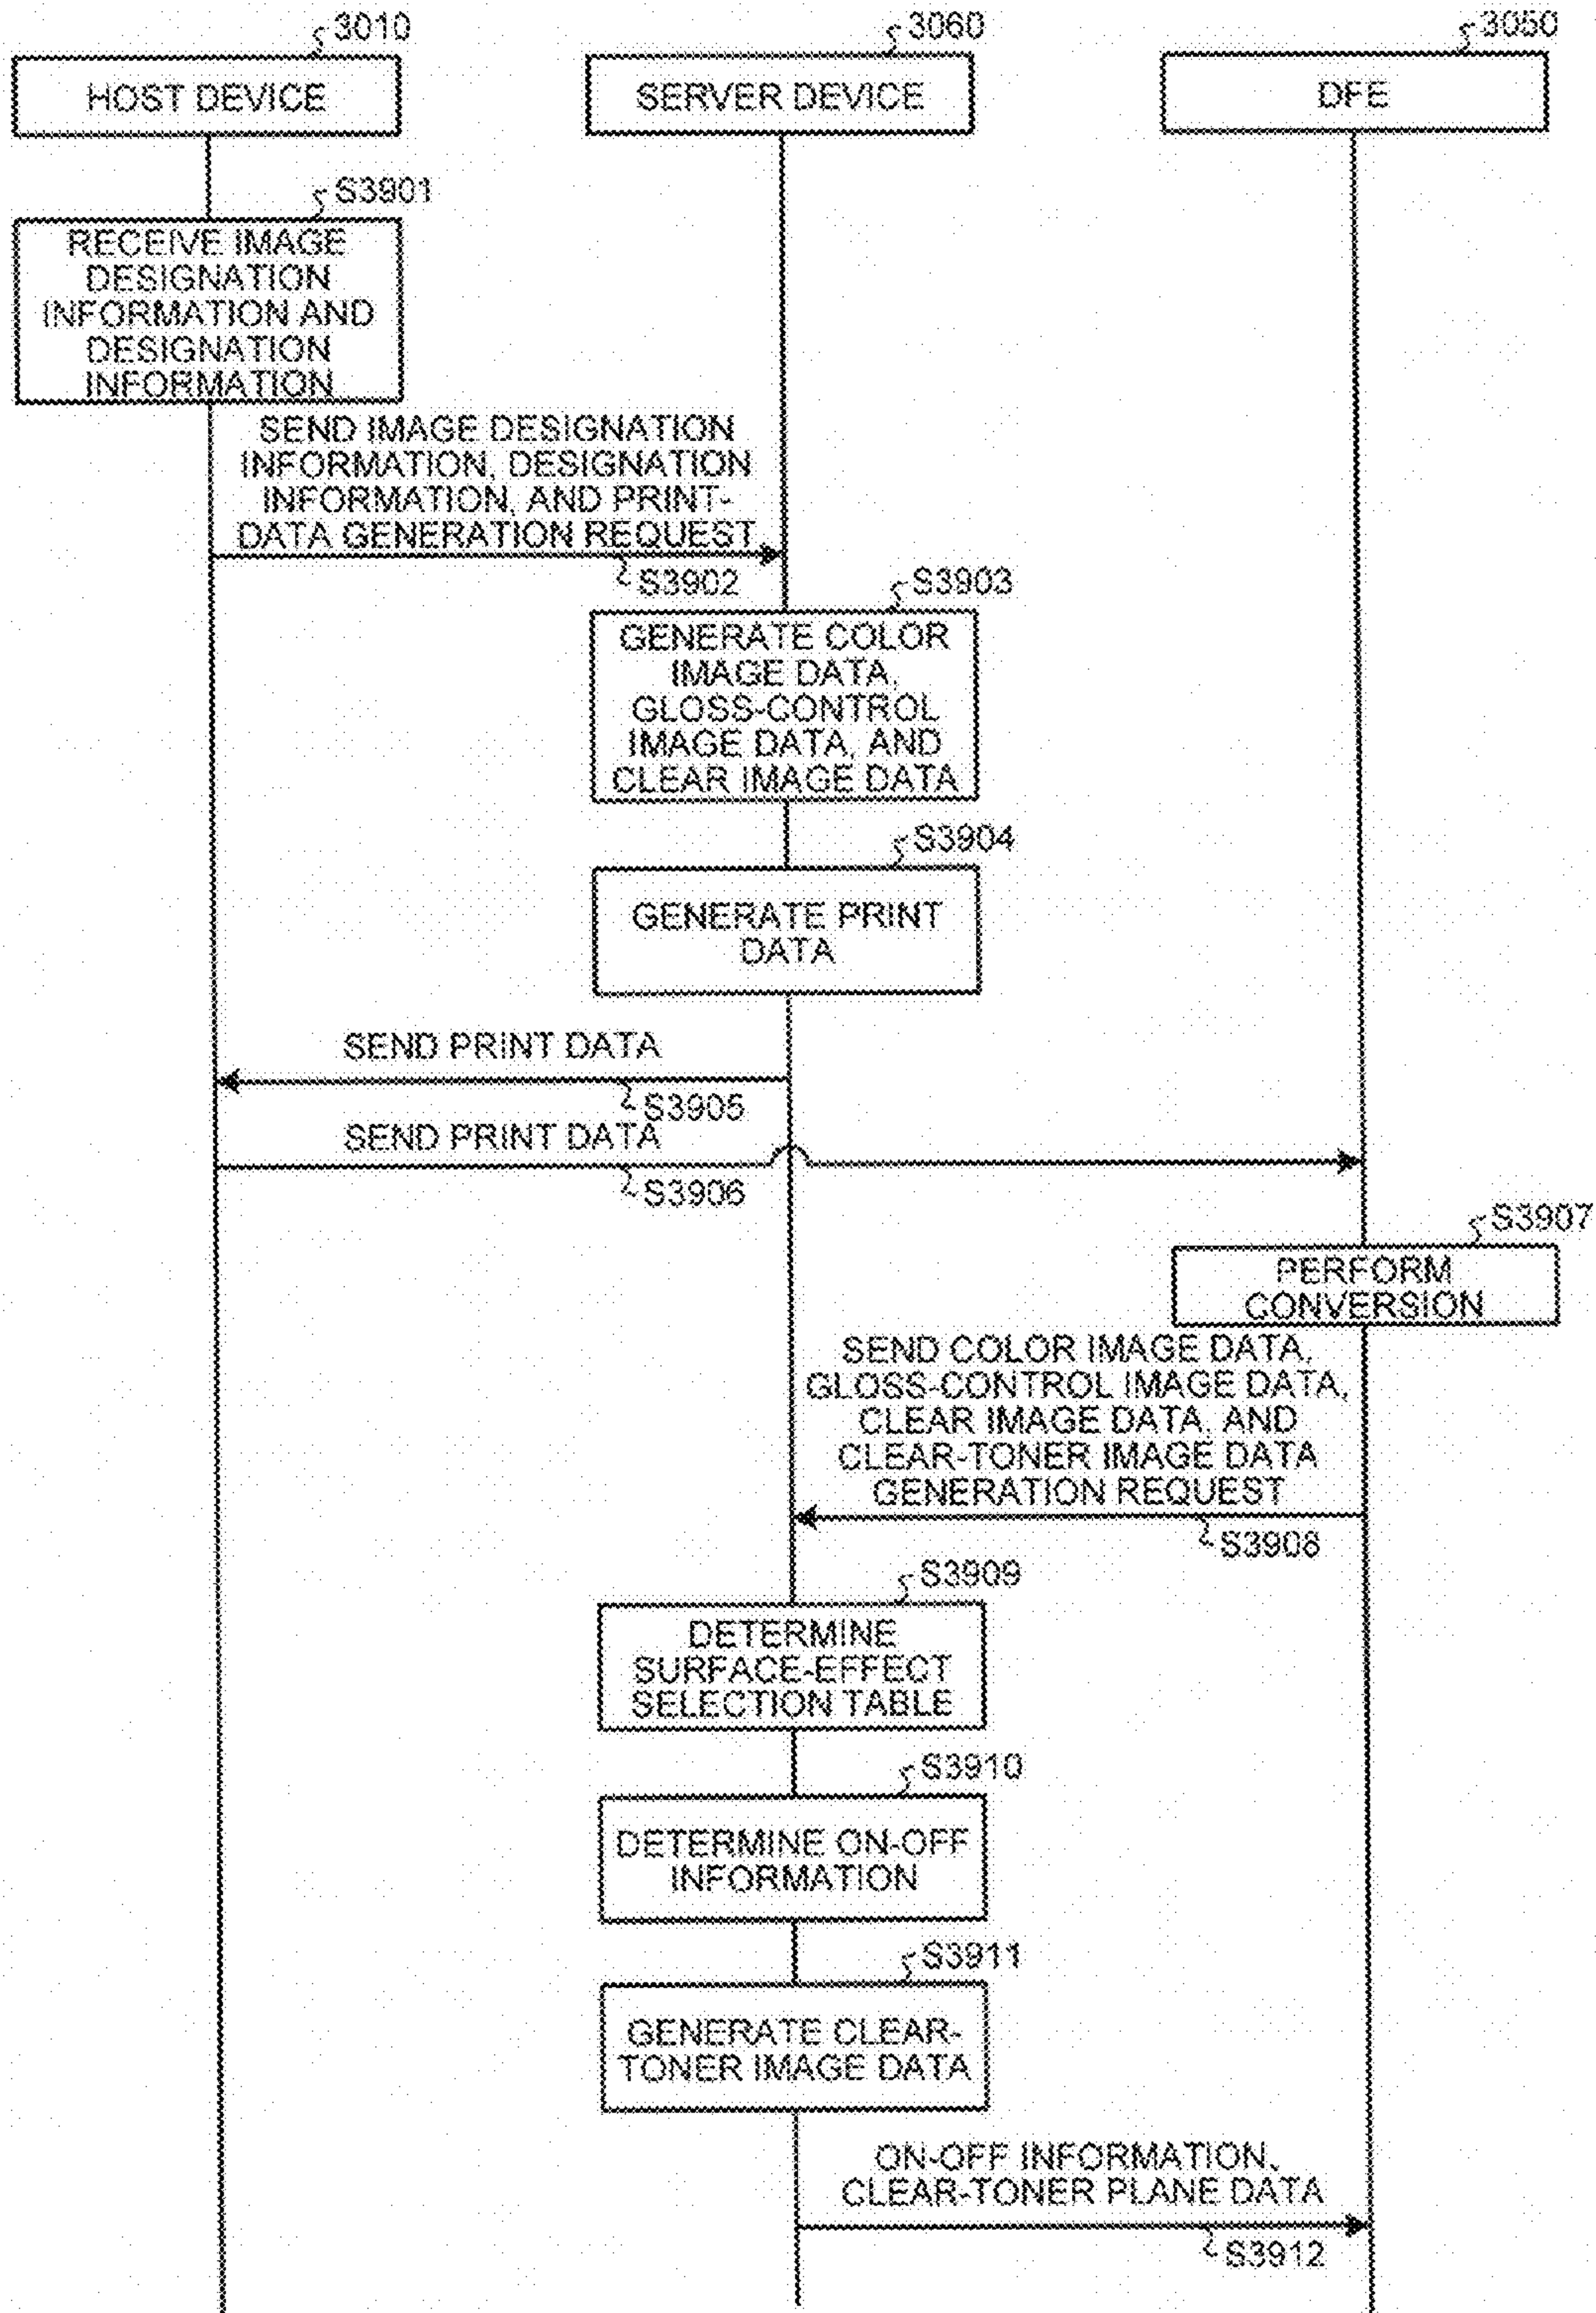 3010
3060
3050
HOST DEVICE
SERVER DEVICE
DFE
S3901
RECEIVE IMAGE
DESIGNATION
INFORMATION AND
DESIGNATION
INFORMATION
SEND IMAGE DESIGNATION
INFORMATION, DESIGNATION
INFORMATION, AND PRINT-
DATA GENERATION REQUEST
S3902
S3903
GENERATE COLOR
IMAGE DATA,
GLOSS-CONTROL
IMAGE DATA, AND
CLEAR IMAGE DATA
S3904
GENERATE PRINT
DATA
SEND PRINT DATA
S3905
SEND PRINT DATA
S3906
S3907
PERFORM
CONVERSION
SEND COLOR IMAGE DATA,
GLOSS-CONTROL IMAGE DATA,
CLEAR IMAGE DATA, AND
CLEAR-TONER IMAGE DATA
GENERATION REQUEST
S3908
S3909
DETERMINE
SURFACE-EFFECT
SELECTION TABLE
S3910
DETERMINE ON-OFF
INFORMATION
S3911
GENERATE CLEAR-
TONER IMAGE DATA
ON-OFF INFORMATION,
CLEAR-TONER PLANE DATA
S3912